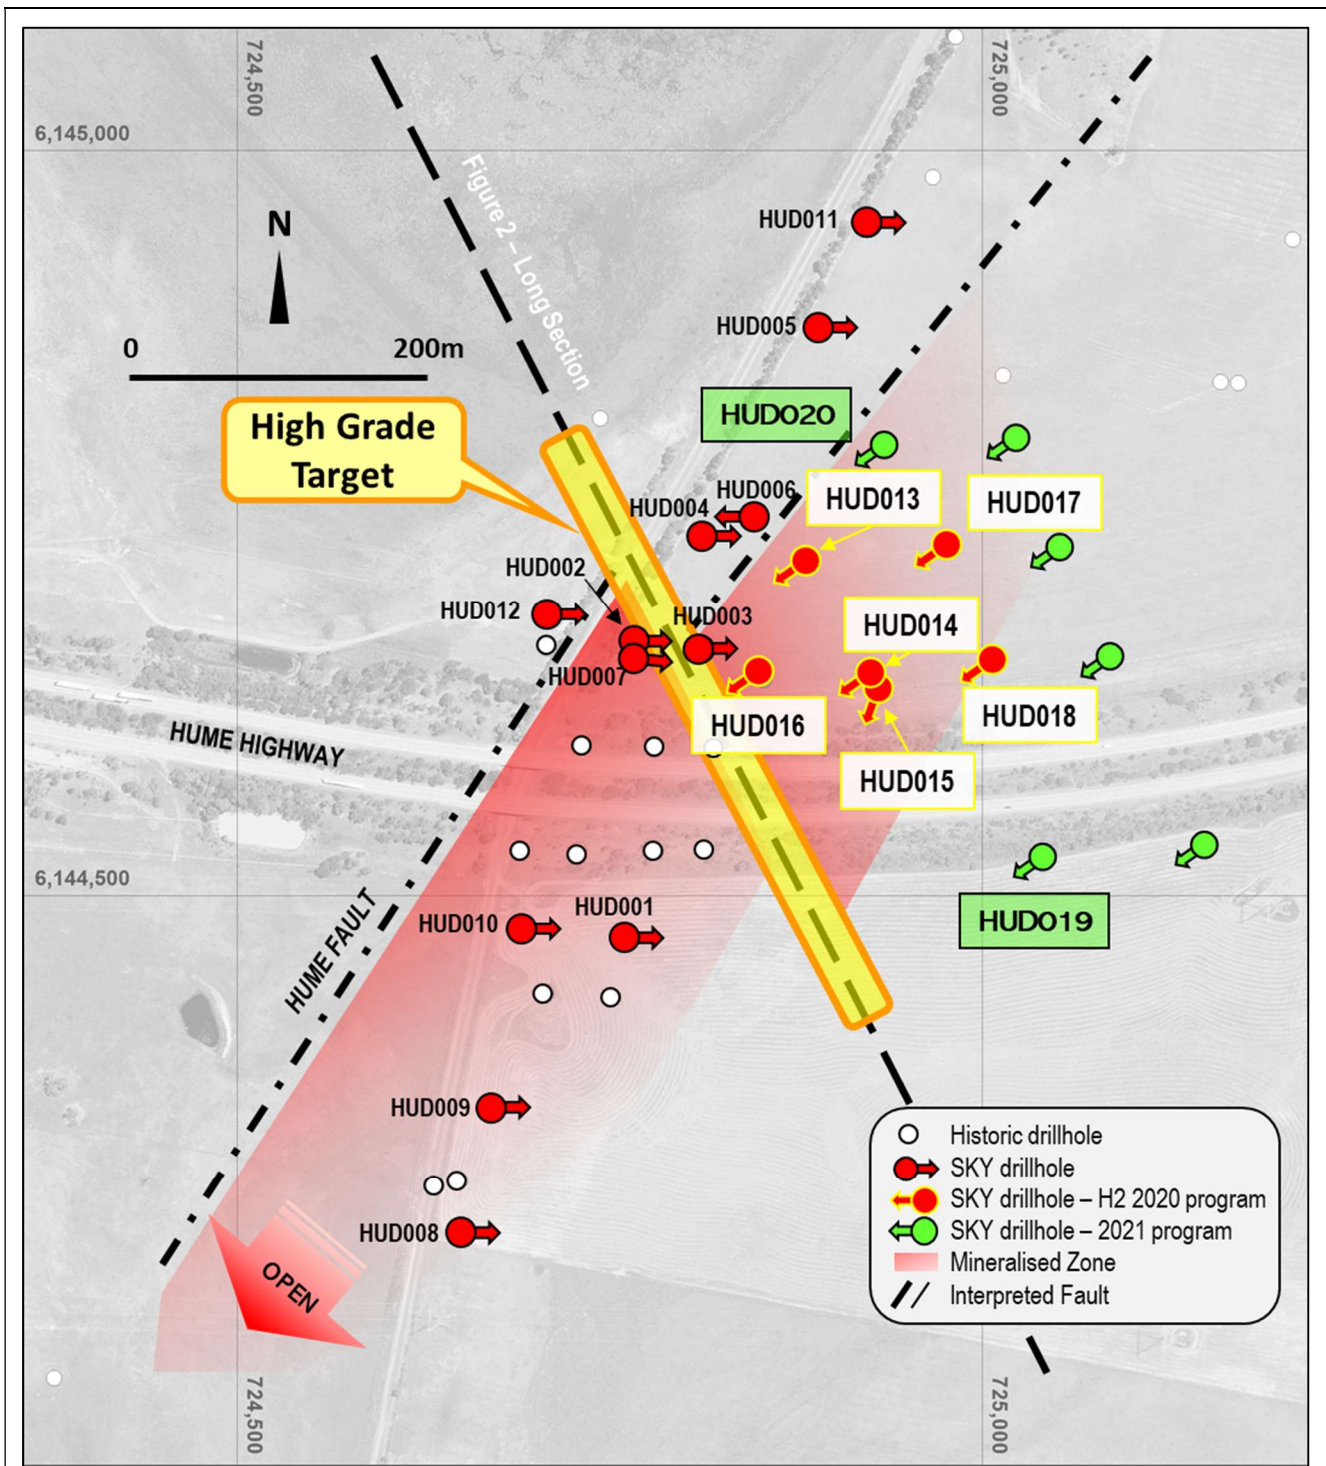 724,500
725,000
6,145,000
Figure 2 – Long Section
N
HUD011
0
200m
HUD005
High Grade
Target
HUD020
HUD006
HUD004
HUD013
HUD017
HUD002
HUD012
HUD003
HUD014
HUD007
HUD016
HUD018
HUME HIGHWAY
HUD015
6,144,500
HUD010
HUD001
HUD019
HUME FAULT
HUD009
HUD008
OPEN
Historic drillhole
SKY drillhole
SKY drillhole – H2 2020 program
SKY drillhole – 2021 program
Mineralised Zone
Interpreted Fault
724,500
725,000